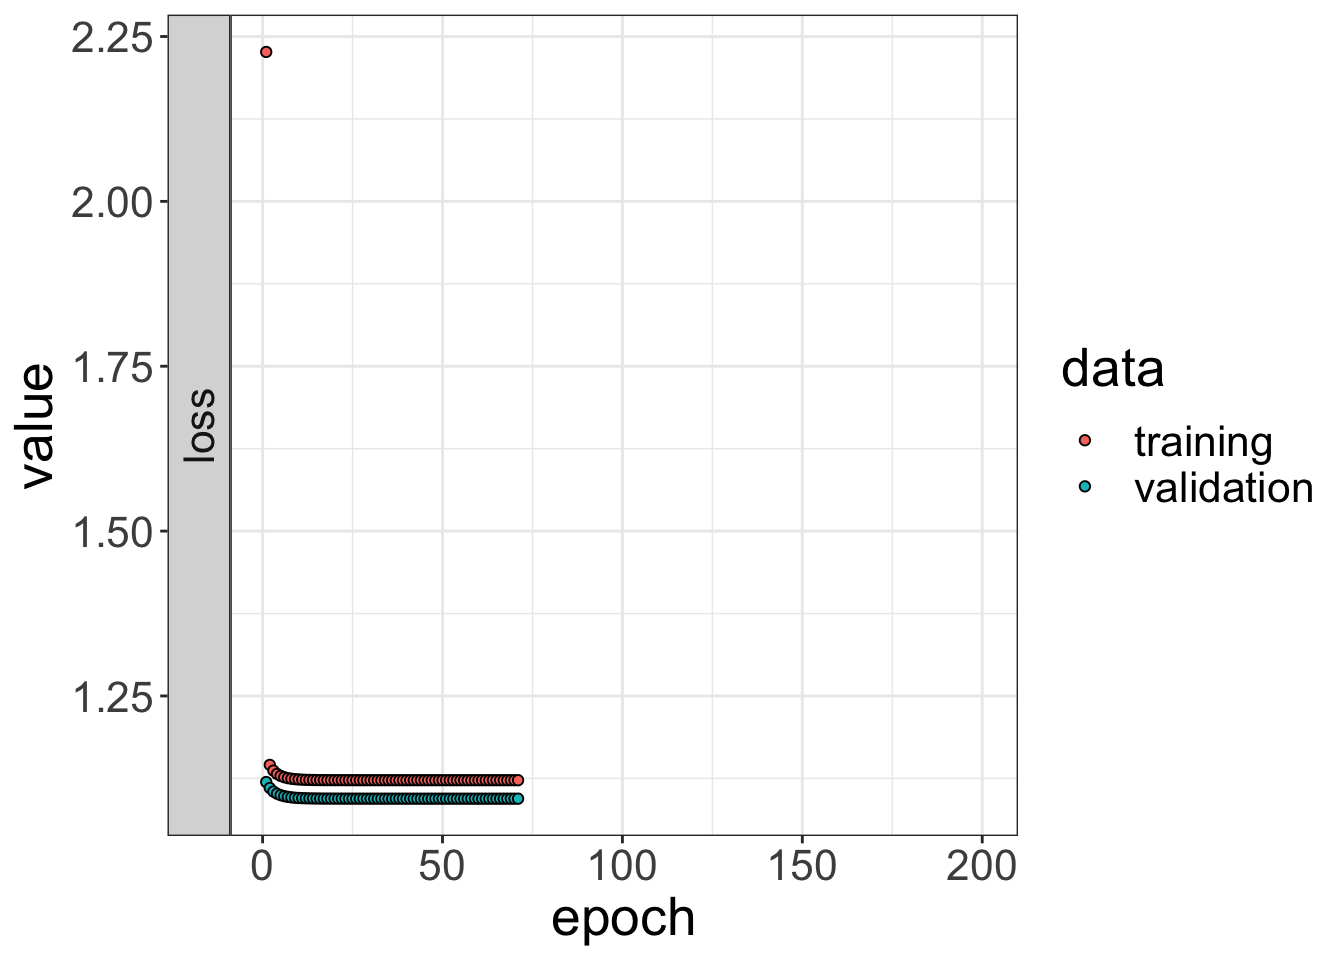 2.25
2.00
1.75
1.50
1.25
value
loss
0 50 100 150 200
epoch
data
training
validation